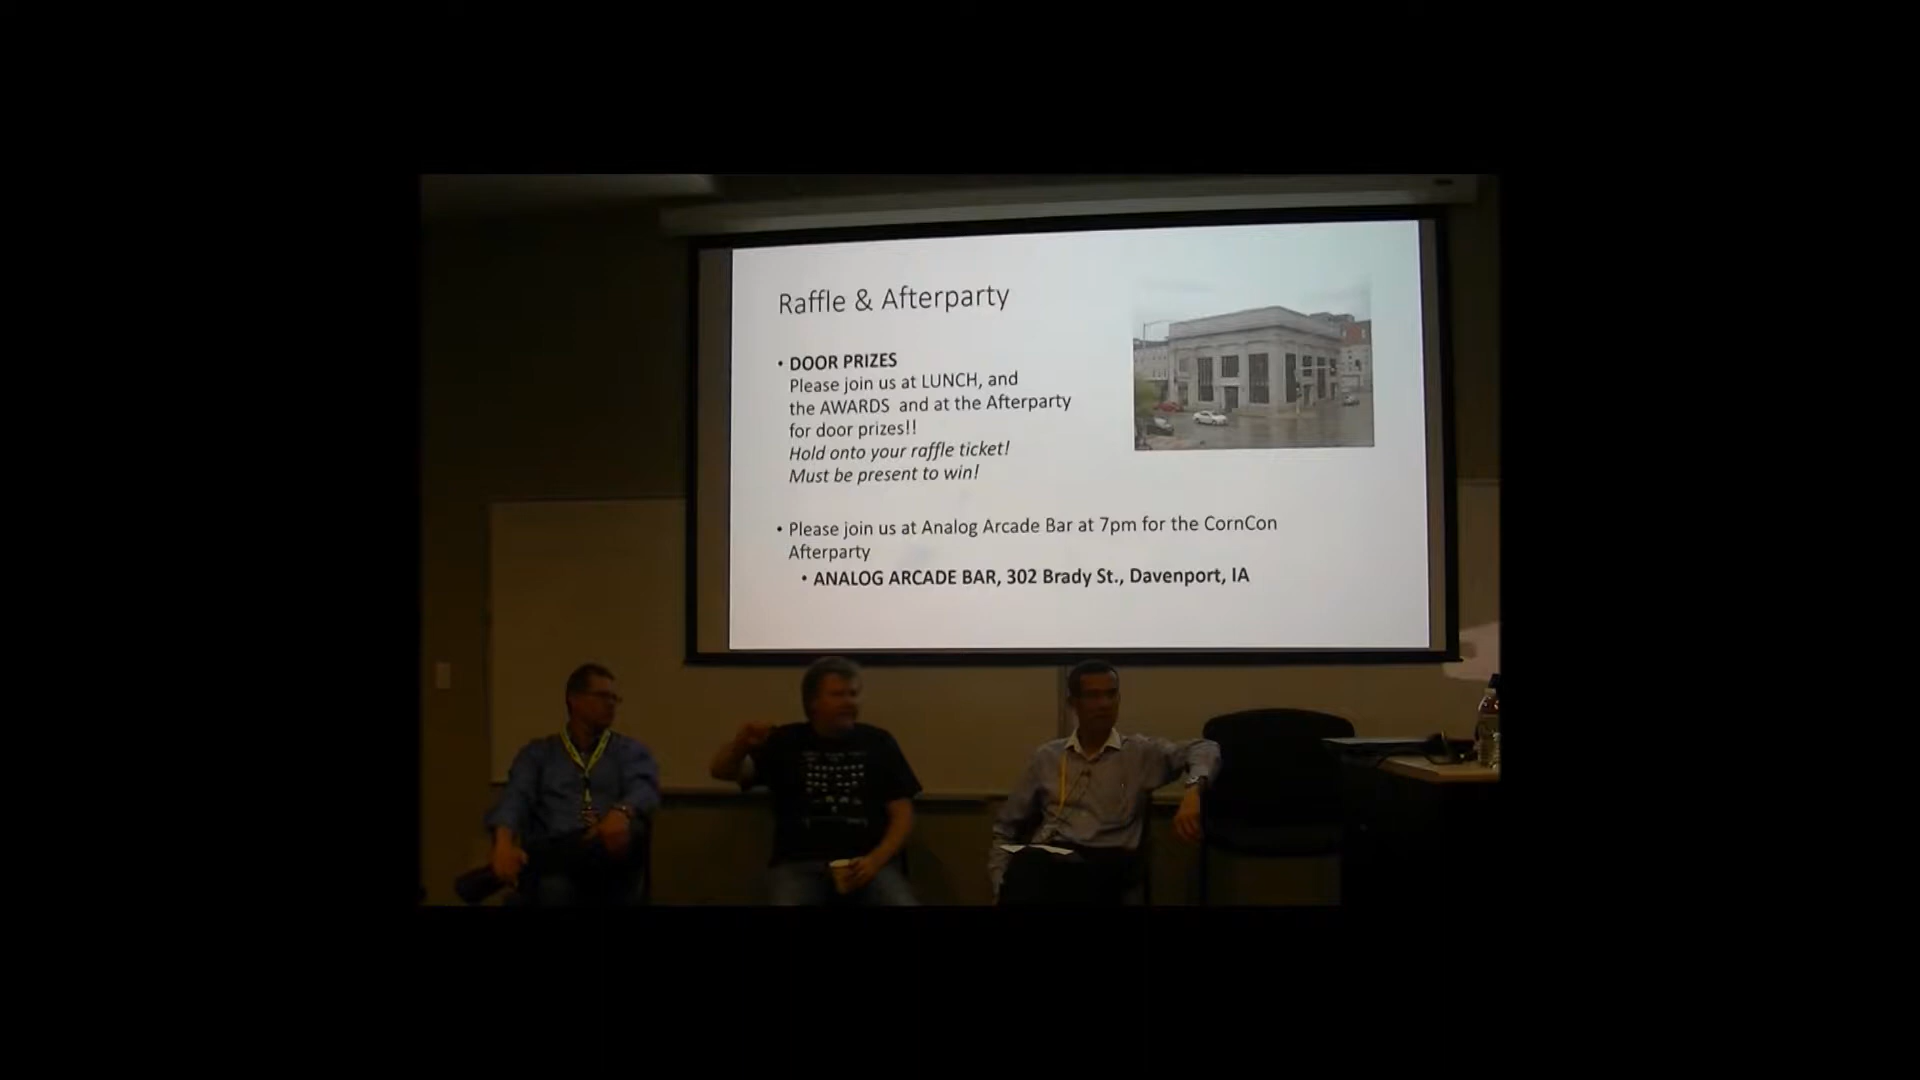 Raffle & Afterparty
• DOOR PRIZES
Please join us at LUNCH, and
the AWARDS and at the Afterparty
for door prizes!!
Hold onto your raffle ticket!
Must be present to win!
• Please join us at Analog Arcade Bar at 7pm for the CornCon
Afterparty
• ANALOG ARCADE BAR, 302 Brady St., Davenport, IA